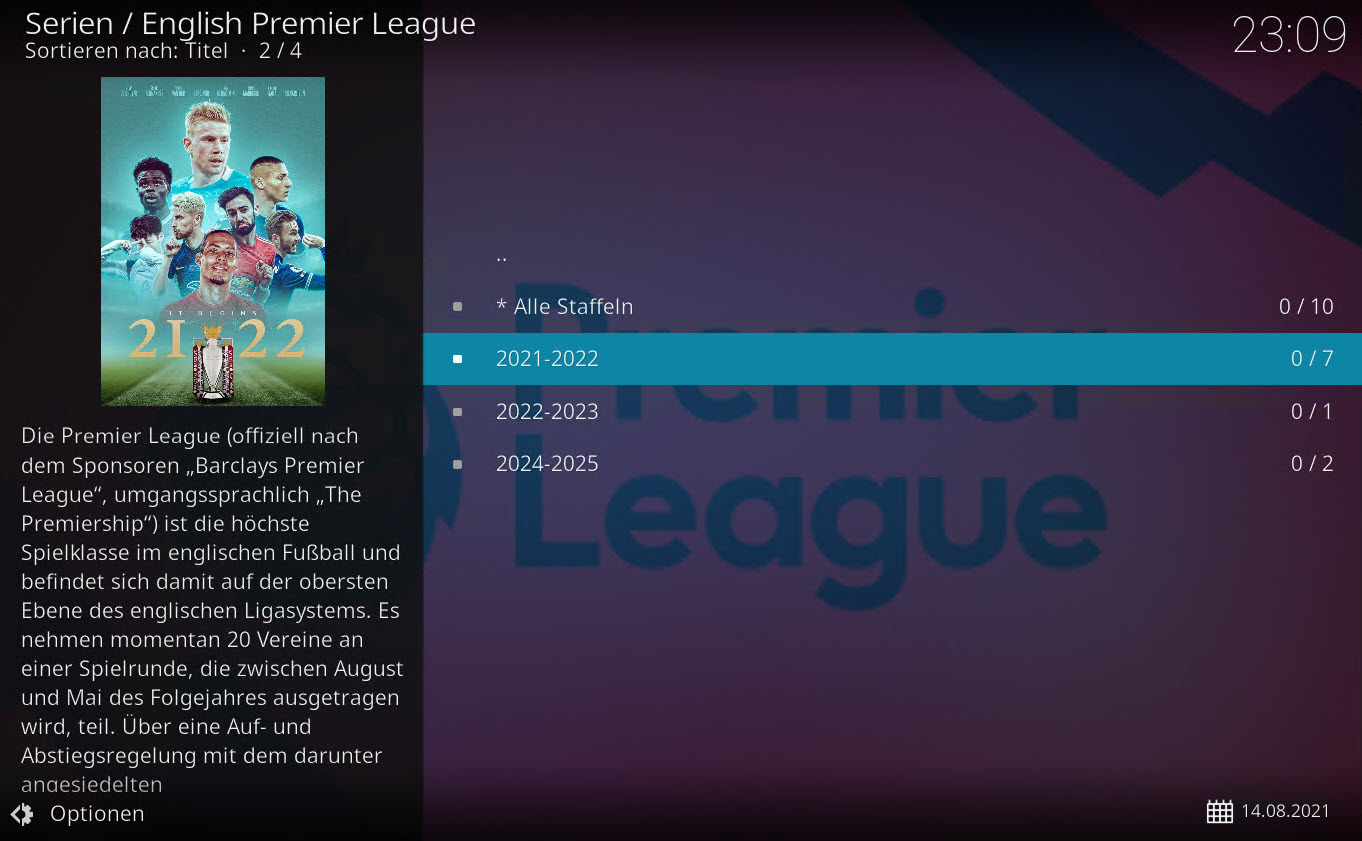 Serien / English Premier League
Sortieren nach: Titel · 2 / 4
23:09
IT BEGINS
21 22
Die Premier League (offiziell nach
dem Sponsoren „Barclays Premier
League“, umgangssprachlich „The
Premiership“) ist die höchste
Spielklasse im englischen Fußball und
befindet sich damit auf der obersten
Ebene des englischen Ligasystems. Es
nehmen momentan 20 Vereine an
einer Spielrunde, die zwischen August
und Mai des Folgejahres ausgetragen
wird, teil. Über eine Auf- und
Abstiegsregelung mit dem darunter
angesiedelten
..
* Alle Staffeln 0 / 10
2021-2022 0 / 7
2022-2023 0 / 1
2024-2025 0 / 2
Premier
League
Optionen
14.08.2021